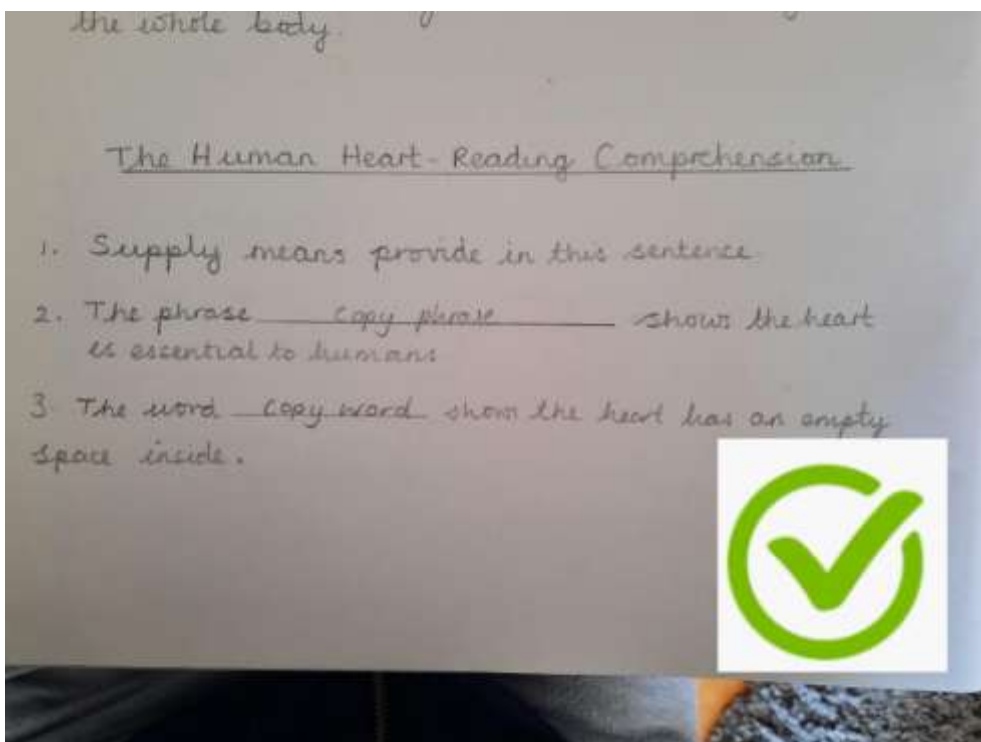 the whole body.
The Human Heart - Reading Comprehension
1. Supply means provide in this sentence
2. The phrase copy phrase shows the heart
is essential to humans
3. The word copy word shows the heart has an empty
space inside.